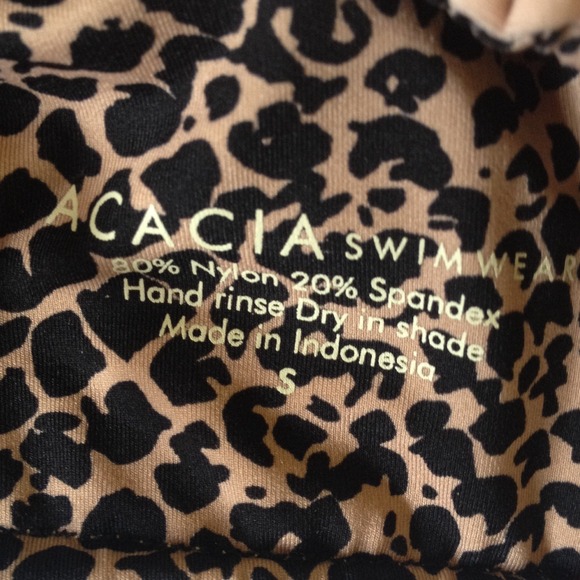 ACACIA SWIMWEAR
80% Nylon 20% Spandex
Hand rinse Dry in shade
Made in Indonesia
S